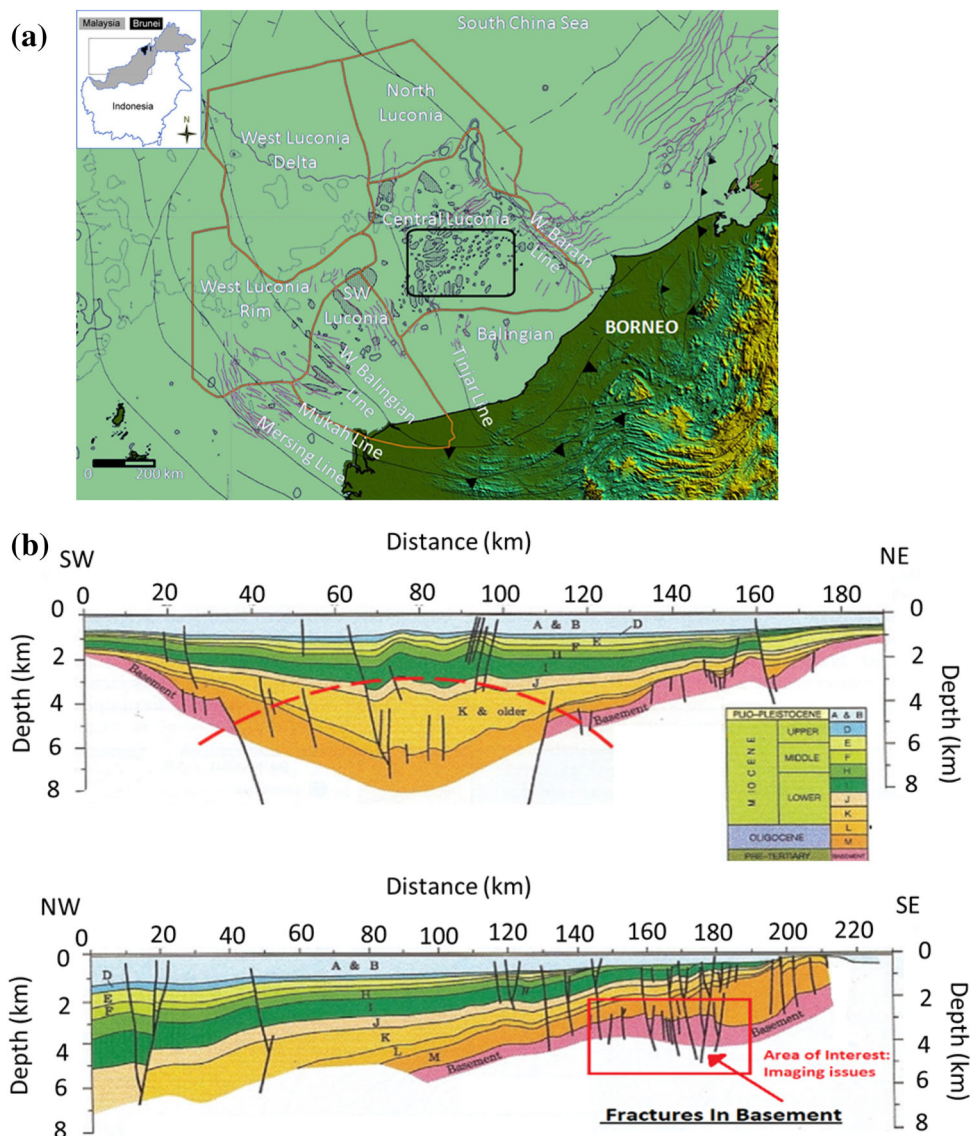 (a)
Malaysia Brunei
Indonesia
N
South China Sea
North
Luconia
West Luconia
Delta
Central Luconia
W. Baram
Line
West Luconia
Rim
SW
Luconia
Balingian
BORNEO
W. Balingian
Line
Tinjar Line
Mukah Line
Mersing Line
0 200 km
(b)
Distance (km)
SW NE
0 20 40 60 80 100 120 140 160 180
Depth (km)
0
2
4
6
8
A & B
D
E
F
H
I
J
K & older
Basement
Basement
0
2
4
6
8
Depth (km)
PLIO-PLEISTOCENE A & B
MIOCENE
UPPER
MIDDLE
LOWER
D
E
F
H
J
K
OLIGOCENE
L
M
PRE-TERTIARY BASEMENT
Distance (km)
NW SE
0 20 40 60 80 100 120 140 160 180 200 220
Depth (km)
0
2
4
6
8
D
E
F
A & B
H
H
I
J
K
L
M
Basement
Basement
0
2
4
6
8
Depth (km)
Area of Interest:
Imaging issues
Fractures In Basement